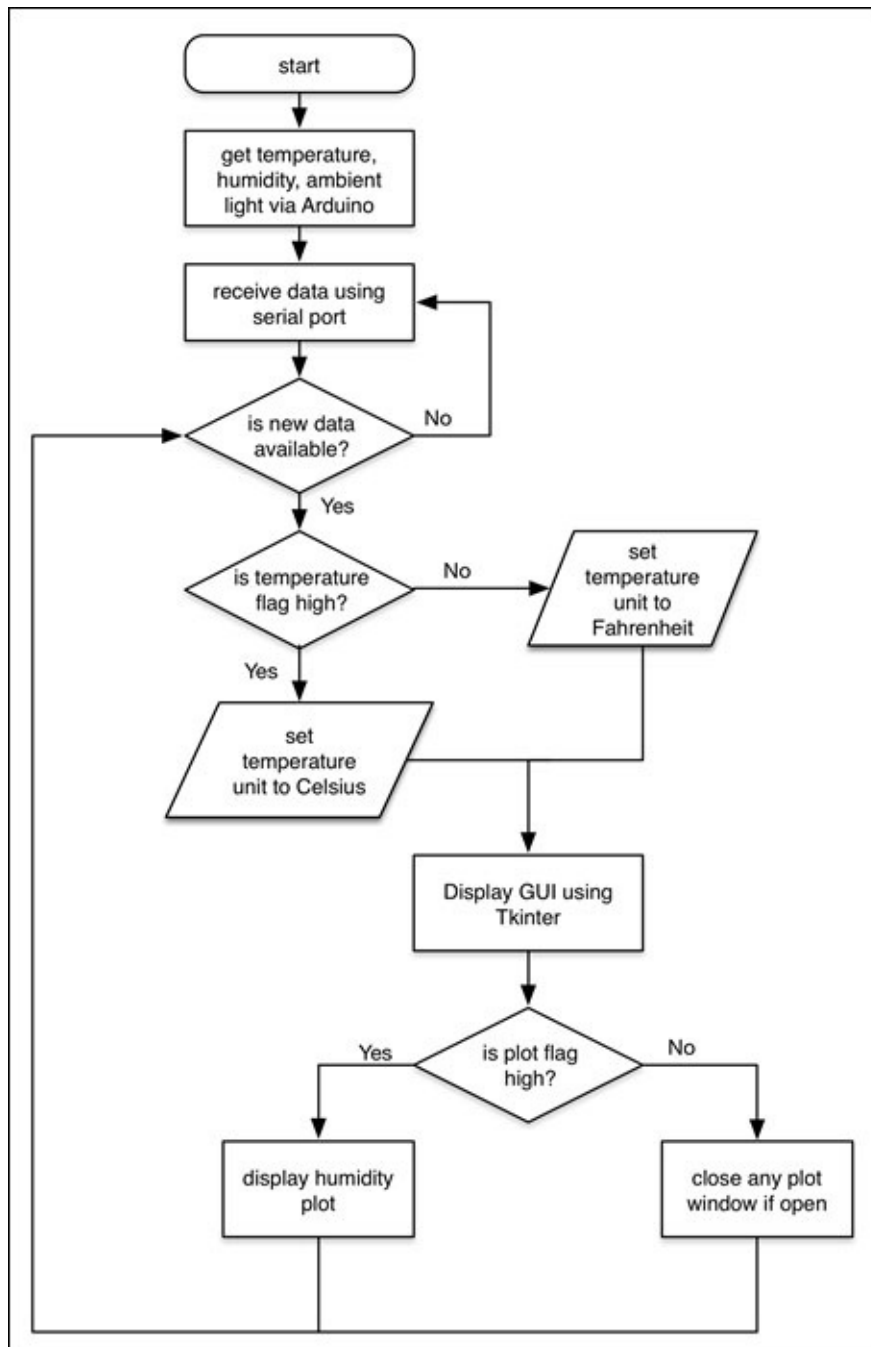 start
get temperature,
humidity, ambient
light via Arduino
receive data using
serial port
is new data
available?
No
Yes
is temperature
flag high?
No
set
temperature
unit to
Fahrenheit
Yes
set
temperature
unit to Celsius
Display GUI using
Tkinter
is plot flag
high?
Yes
No
display humidity
plot
close any plot
window if open